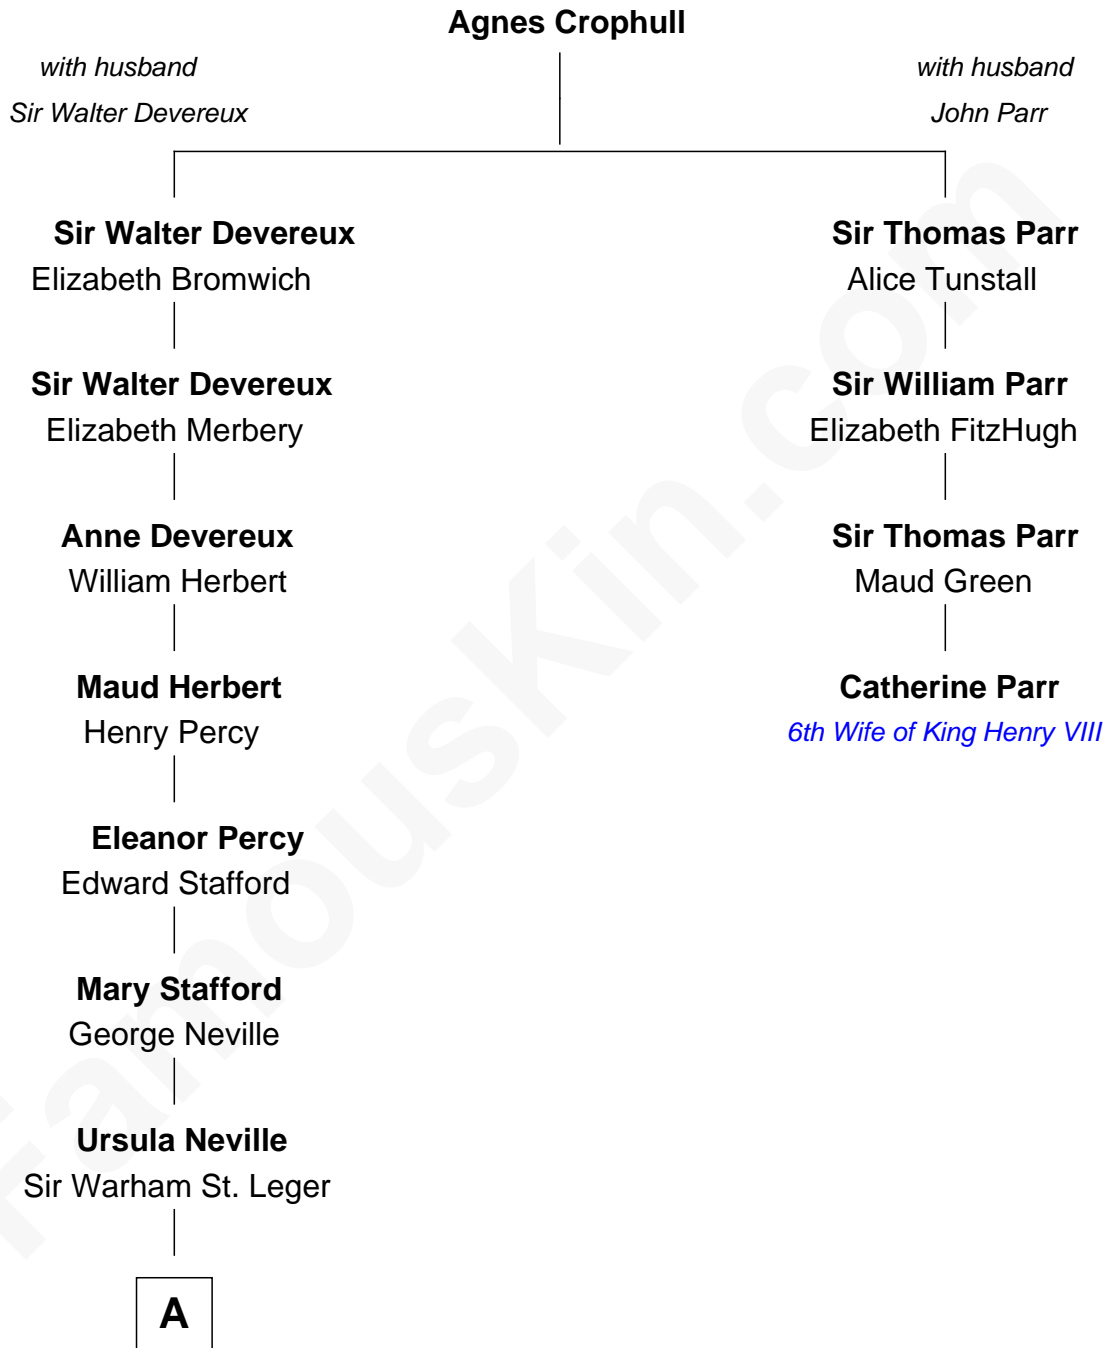 Agnes Crophull
with husband
Sir Walter Devereux
with husband
John Parr
Sir Walter Devereux
Elizabeth Bromwich
Sir Thomas Parr
Alice Tunstall
Sir Walter Devereux
Elizabeth Merbery
Sir William Parr
Elizabeth FitzHugh
Anne Devereux
William Herbert
Sir Thomas Parr
Maud Green
Maud Herbert
Henry Percy
Catherine Parr
6th Wife of King Henry VIII
Eleanor Percy
Edward Stafford
Mary Stafford
George Neville
Ursula Neville
Sir Warham St. Leger
A
FamousKin.com